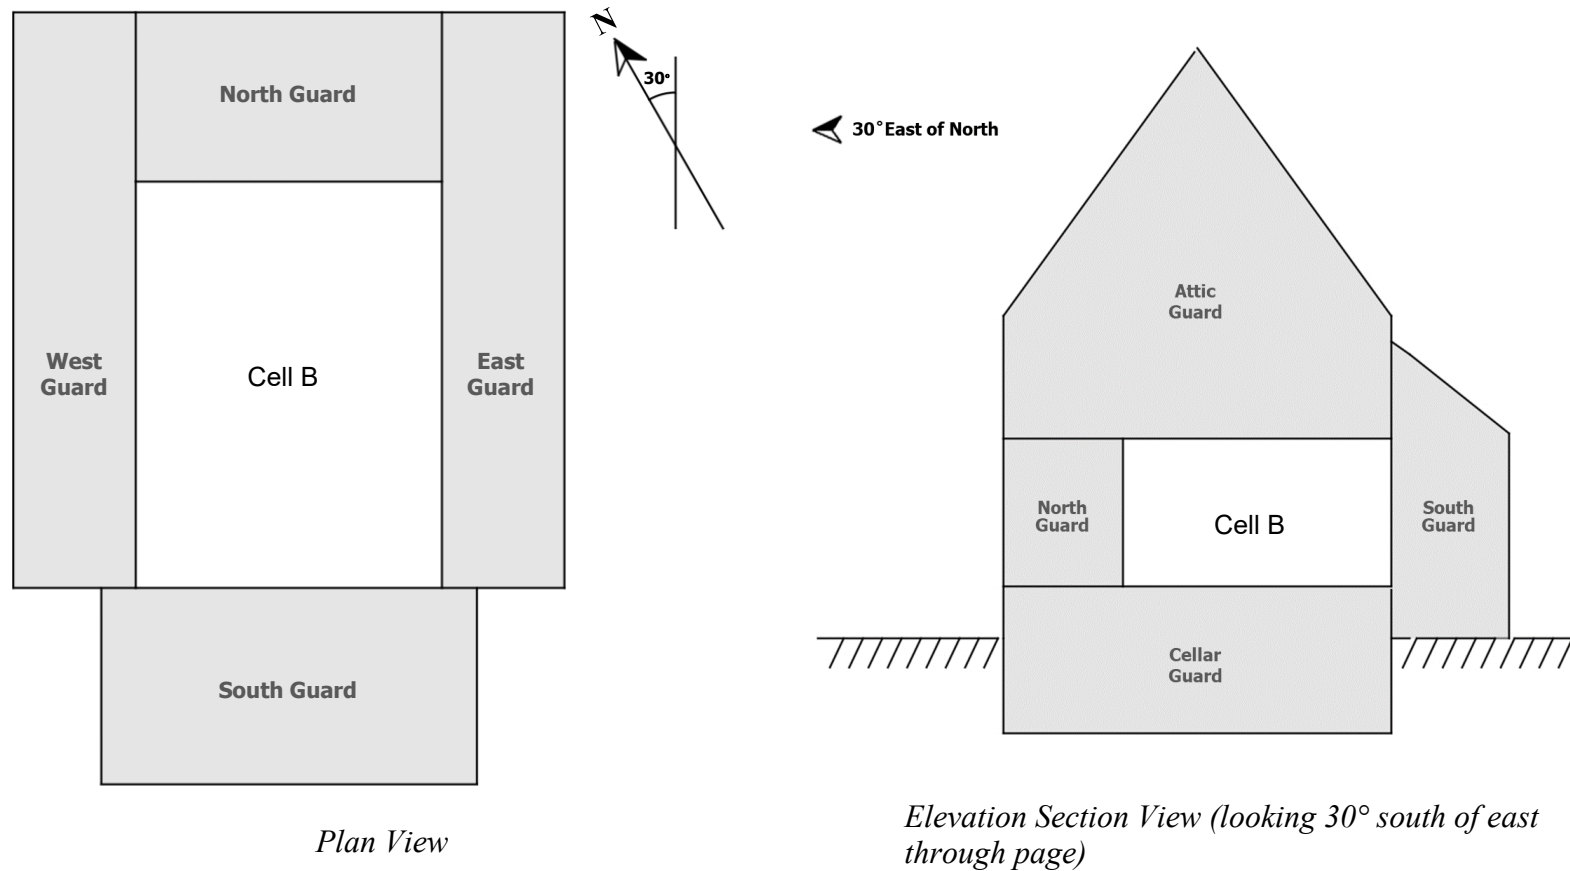 North Guard
West
Guard
Cell B
East
Guard
South Guard
Plan View
N
30°
30°East of North
Attic
Guard
North
Guard
Cell B
South
Guard
Cellar
Guard
Elevation Section View (looking 30° south of east
through page)